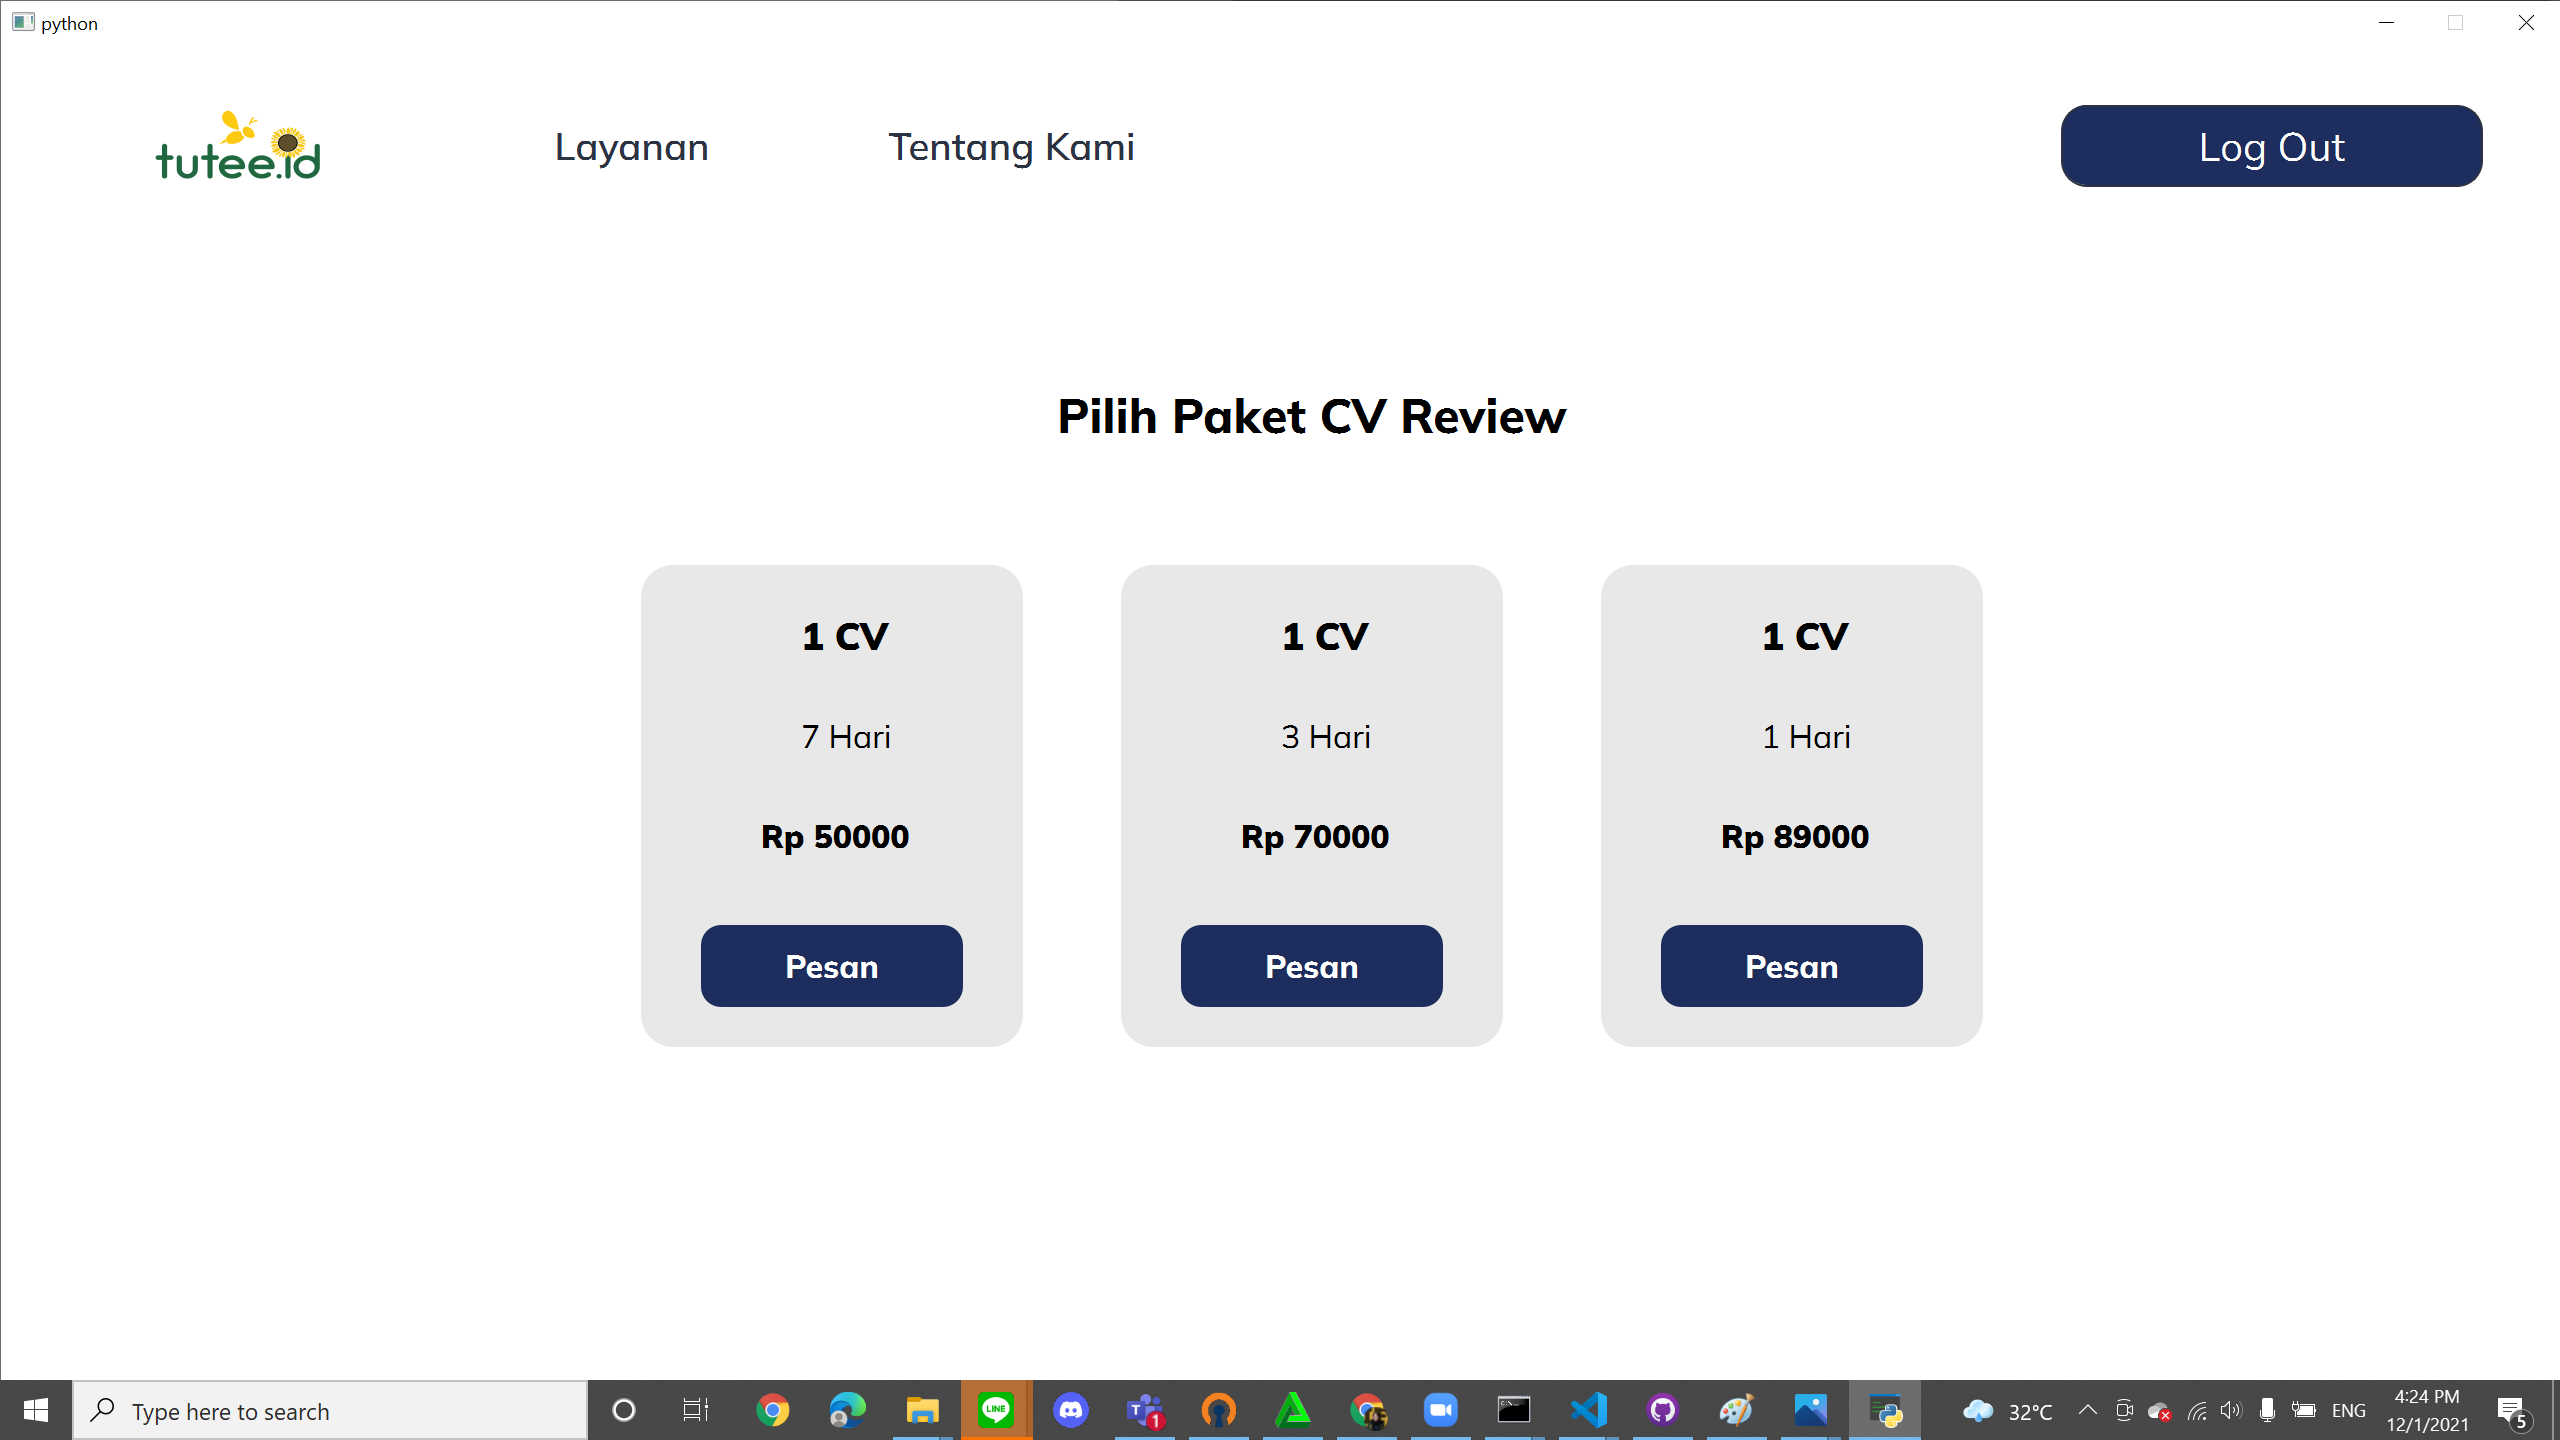 python
tutee.id
Layanan
Tentang Kami
Log Out
Pilih Paket CV Review
1 CV
7 Hari
Rp 50000
Pesan
1 CV
3 Hari
Rp 70000
Pesan
1 CV
1 Hari
Rp 89000
Pesan
Type here to search
LINE
T
1
32°C
ENG
4:24 PM
12/1/2021
5